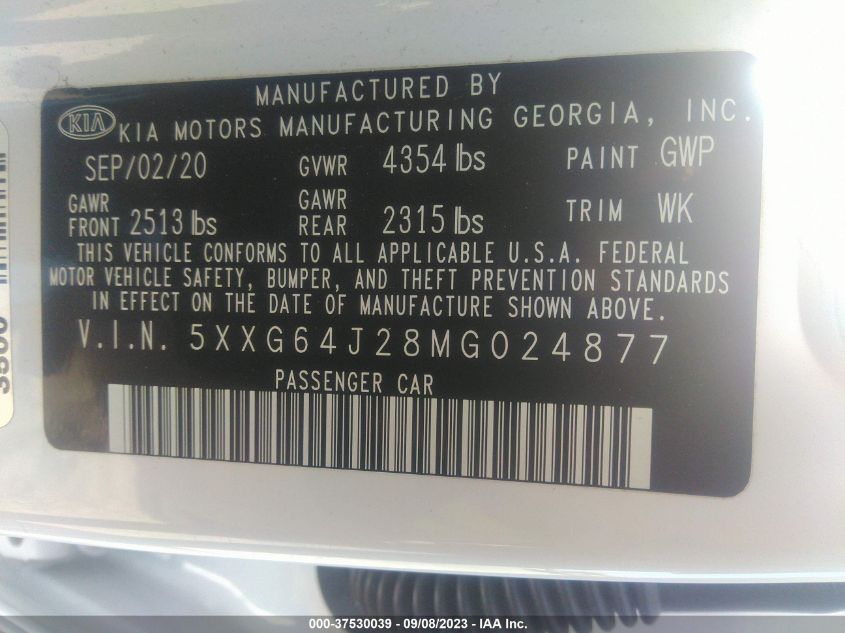 MANUFACTURED BY
KIA
KIA MOTORS MANUFACTURING GEORGIA, INC.
SEP/02/20 GVWR 4354 lbs PAINT GWP
GAWR FRONT 2513 lbs GAWR REAR 2315 lbs TRIM WK
THIS VEHICLE CONFORMS TO ALL APPLICABLE U.S.A. FEDERAL
MOTOR VEHICLE SAFETY, BUMPER, AND THEFT PREVENTION STANDARDS
IN EFFECT ON THE DATE OF MANUFACTURE SHOWN ABOVE.
V.I.N. 5XXG64J28MG024877
PASSENGER CAR
000-37530039 - 09/08/2023 - IAA Inc.